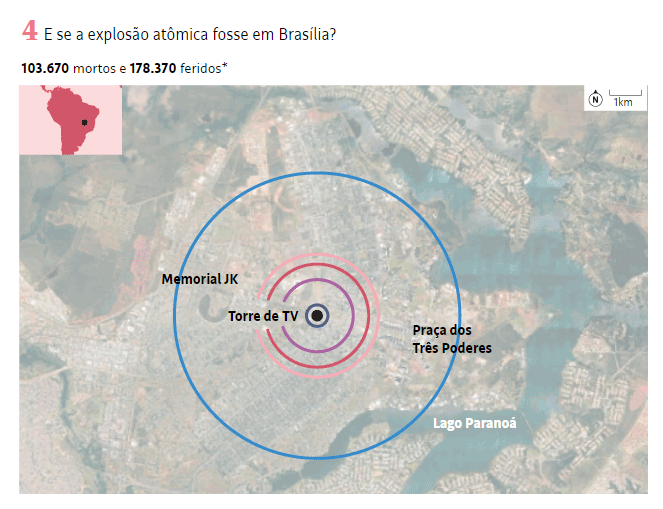 4 E se a explosão atômica fosse em Brasília?
103.670 mortos e 178.370 feridos*
N
1km
Memorial JK
Torre de TV
Praça dos
Três Poderes
Lago Paranoá